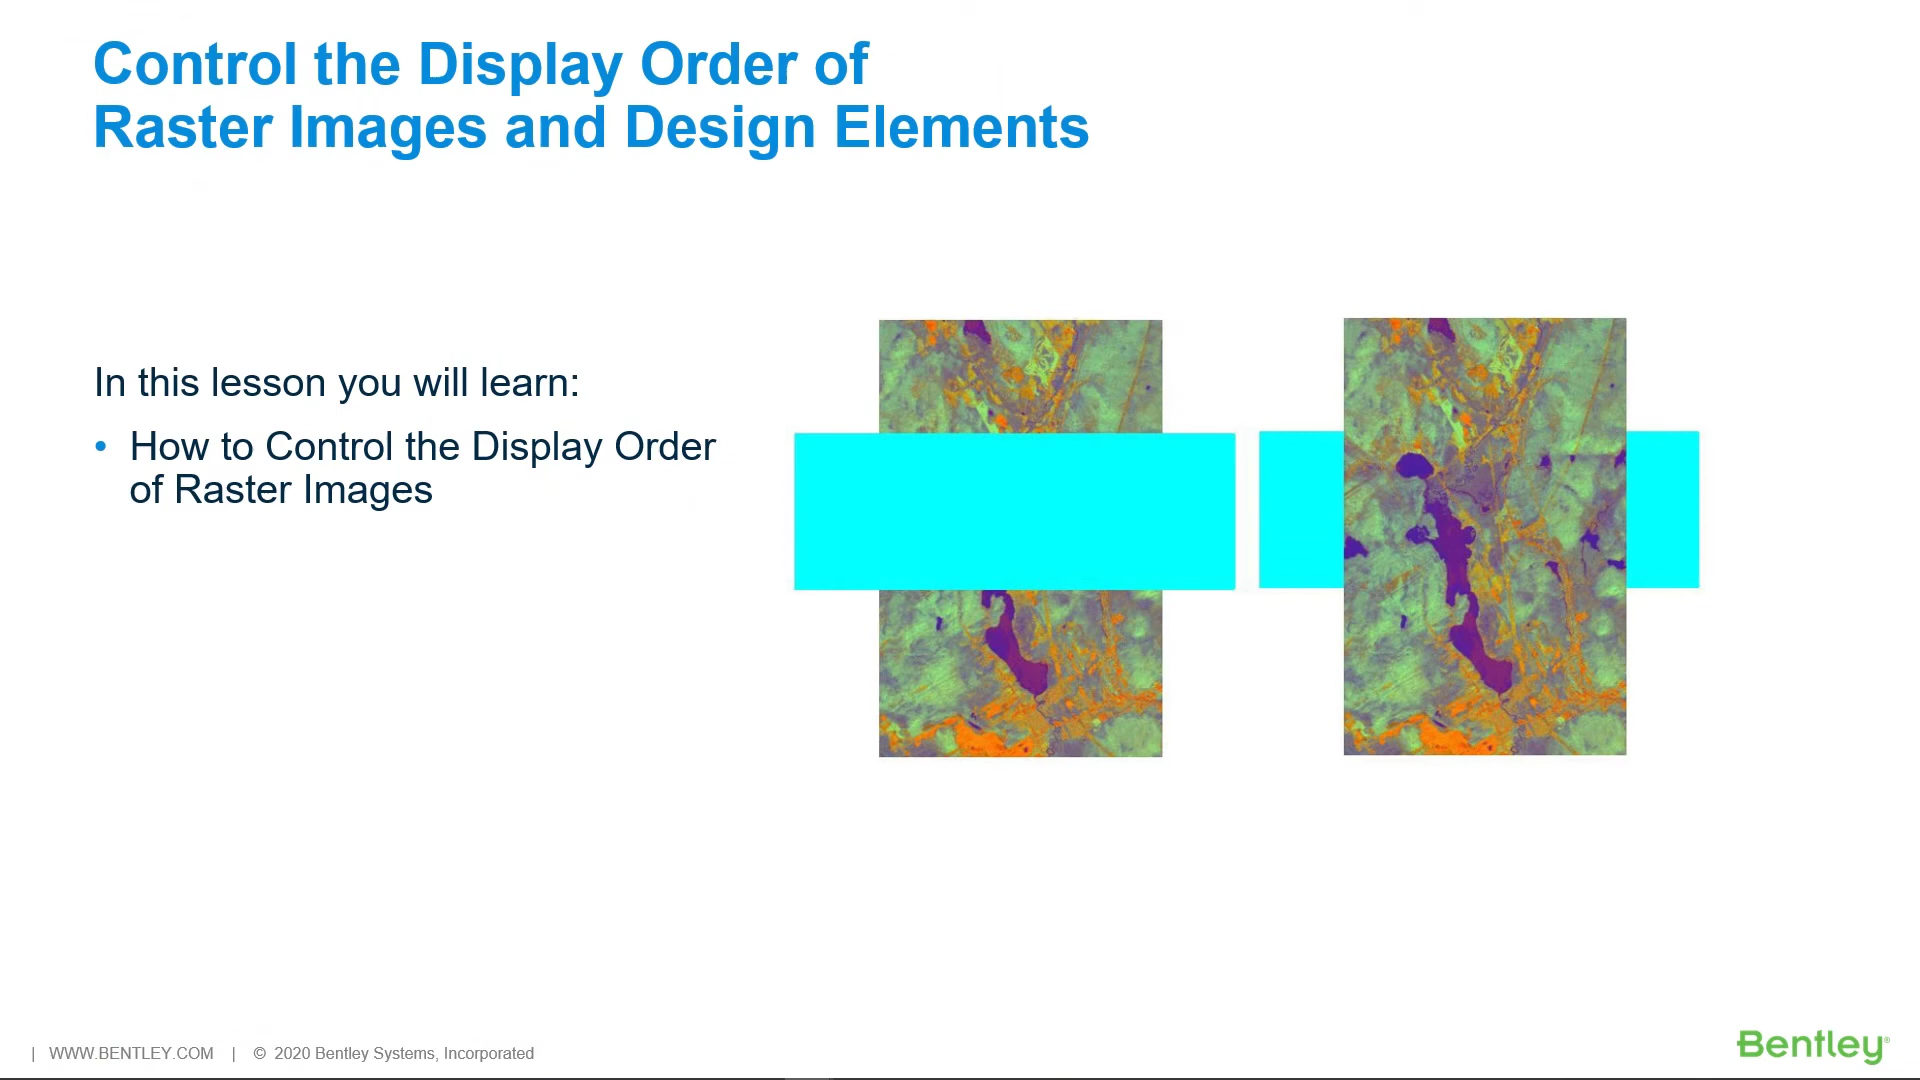 Control the Display Order of
Raster Images and Design Elements
In this lesson you will learn:
• How to Control the Display Order
of Raster Images
| WWW.BENTLEY.COM | © 2020 Bentley Systems, Incorporated
Bentley®